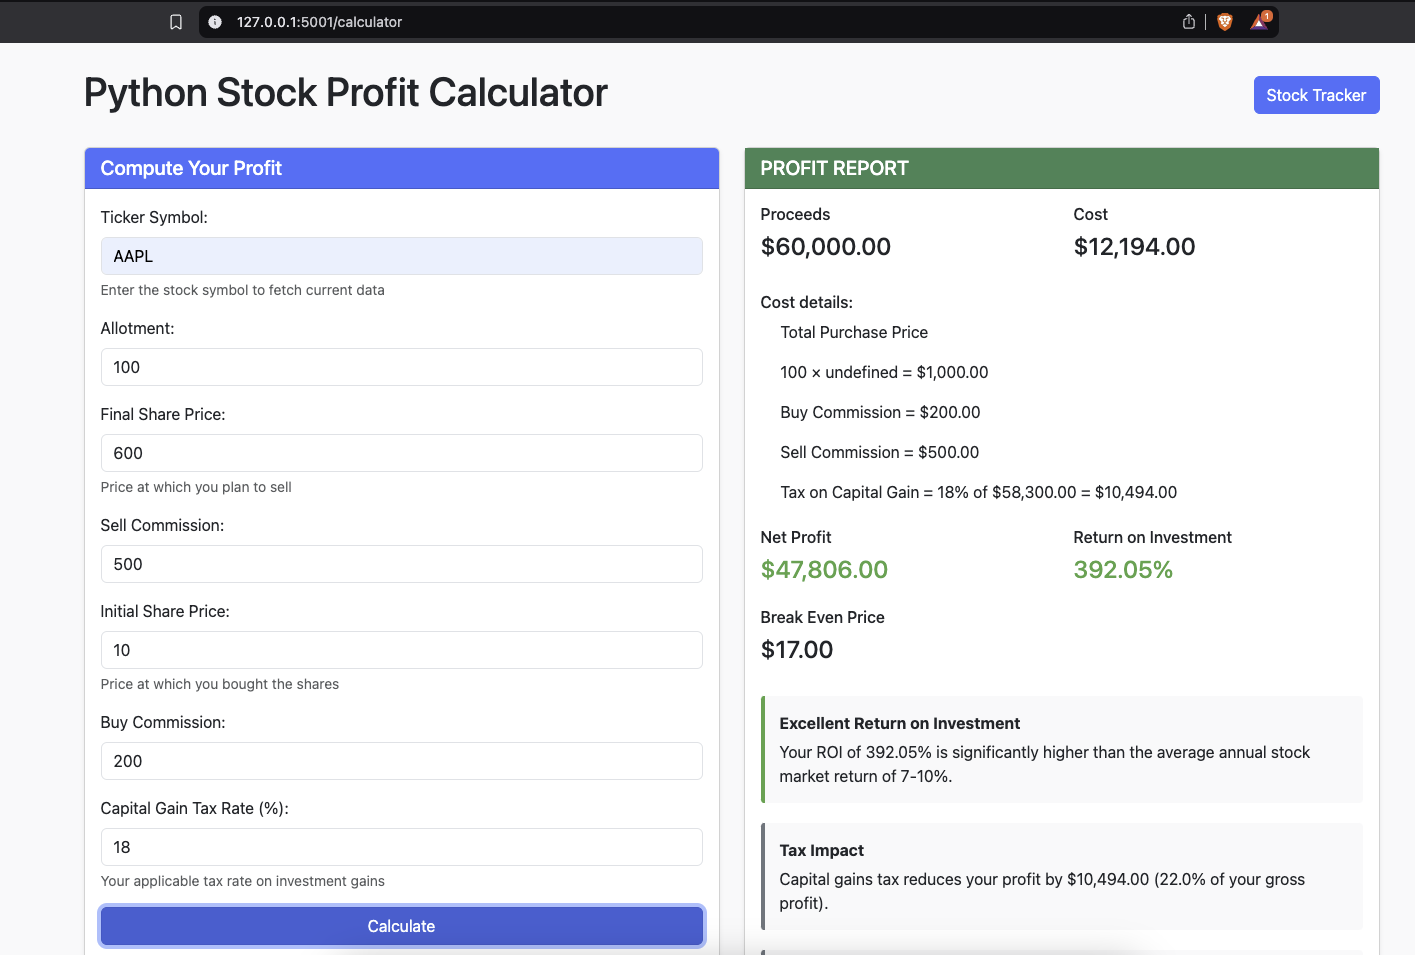 127.0.0.1:5001/calculator
1
Python Stock Profit Calculator
Stock Tracker
Compute Your Profit
Ticker Symbol:
AAPL
Enter the stock symbol to fetch current data
Allotment:
100
Final Share Price:
600
Price at which you plan to sell
Sell Commission:
500
Initial Share Price:
10
Price at which you bought the shares
Buy Commission:
200
Capital Gain Tax Rate (%):
18
Your applicable tax rate on investment gains
Calculate
PROFIT REPORT
Proceeds
$60,000.00
Cost
$12,194.00
Cost details:
Total Purchase Price
100 × undefined = $1,000.00
Buy Commission = $200.00
Sell Commission = $500.00
Tax on Capital Gain = 18% of $58,300.00 = $10,494.00
Net Profit
$47,806.00
Return on Investment
392.05%
Break Even Price
$17.00
Excellent Return on Investment
Your ROI of 392.05% is significantly higher than the average annual stock
market return of 7-10%.
Tax Impact
Capital gains tax reduces your profit by $10,494.00 (22.0% of your gross
profit).